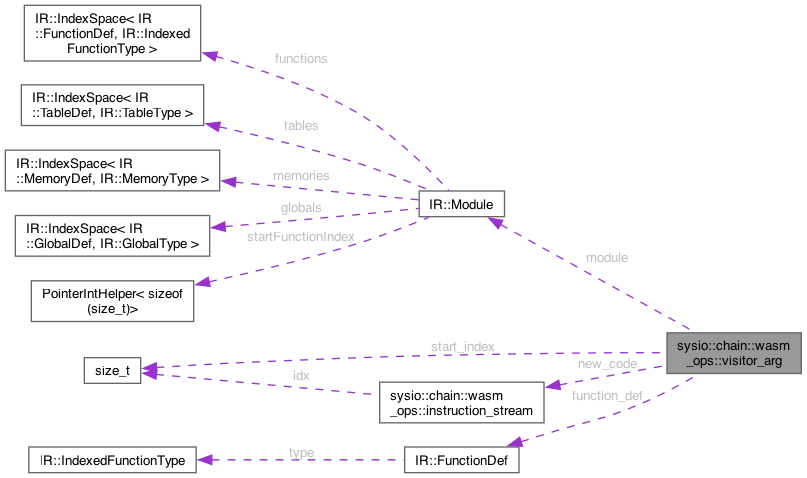 IR::IndexSpace< IR
::FunctionDef, IR::Indexed
FunctionType >
functions
IR::IndexSpace< IR
::TableDef, IR::TableType >
tables
IR::IndexSpace< IR
::MemoryDef, IR::MemoryType >
memories
IR::Module
globals
IR::IndexSpace< IR
::GlobalDef, IR::GlobalType >
startFunctionIndex
module
PointerIntHelper< sizeof
(size_t)>
start_index
sysio::chain::wasm
_ops::visitor_arg
size_t
idx
new_code
sysio::chain::wasm
_ops::instruction_stream
function_def
IR::IndexedFunctionType
type
IR::FunctionDef